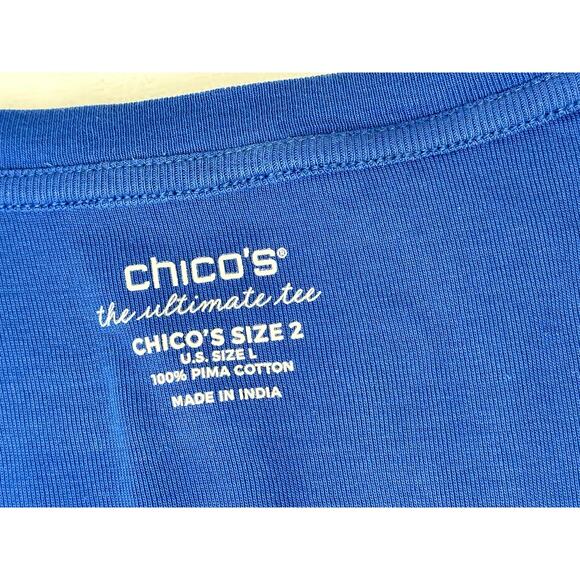 chico's®
the ultimate tee
CHICO'S SIZE 2
U.S. SIZE L
100% PIMA COTTON
MADE IN INDIA